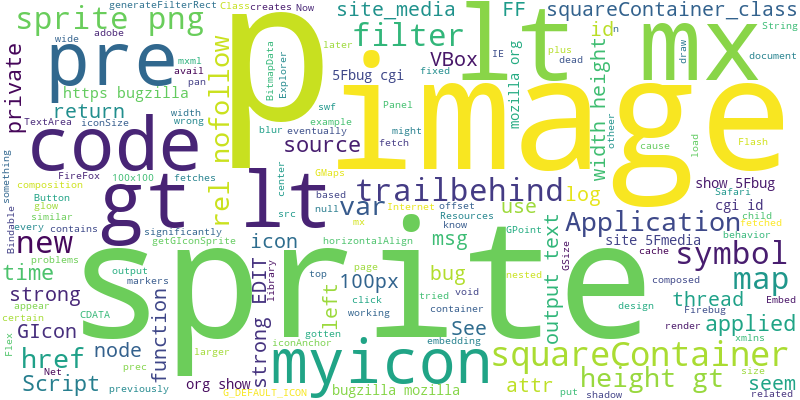 generateFilterRect Class creates Now
wide later
sprite png
site_media FF squareContainer_class
adobe
filter id n String
mxml Explorer plus
avail
pan
VBox IE dead draw document
pre p lt mx
private
BitmapData
5Fbug cgi fixed
https bugzilla
nofollow
mozilla org
width height
return width swf
TextArea iconSize wrong
example Panel otheer
code image
blur eventually might
source fetch
cause load
Flash
FireFox 100x100 fetches
center GMaps
show 5Fbug
something
composition Button
rel
based Internet
Safari
cgi id
gt lt trailbehind log
glow null offset
src Resources
Bindable similar
significantly var
know
use Application
child
fetched
behavior
every contains
getGIconSprite horizontalAlign
mx GPoint
new icon msg
site 5Fmedia
cache
problems
time output
library
top page
nested
GSize
symbol
composed
strong markers
strong EDIT
100px click tried void
bug
output text
design
Embed
map
appear
certain
GIcon CDATA
function
left
gotten working
container
thread Firebug
xmlns
sprite
See embedding
render applied
Flex
href node
iconAnchor
squareContainer
Script Net
previously
prec larger
org show
G_DEFAULT_ICON
myicon
bugzilla mozilla
attr put
shadow
height gt
size
seem
related